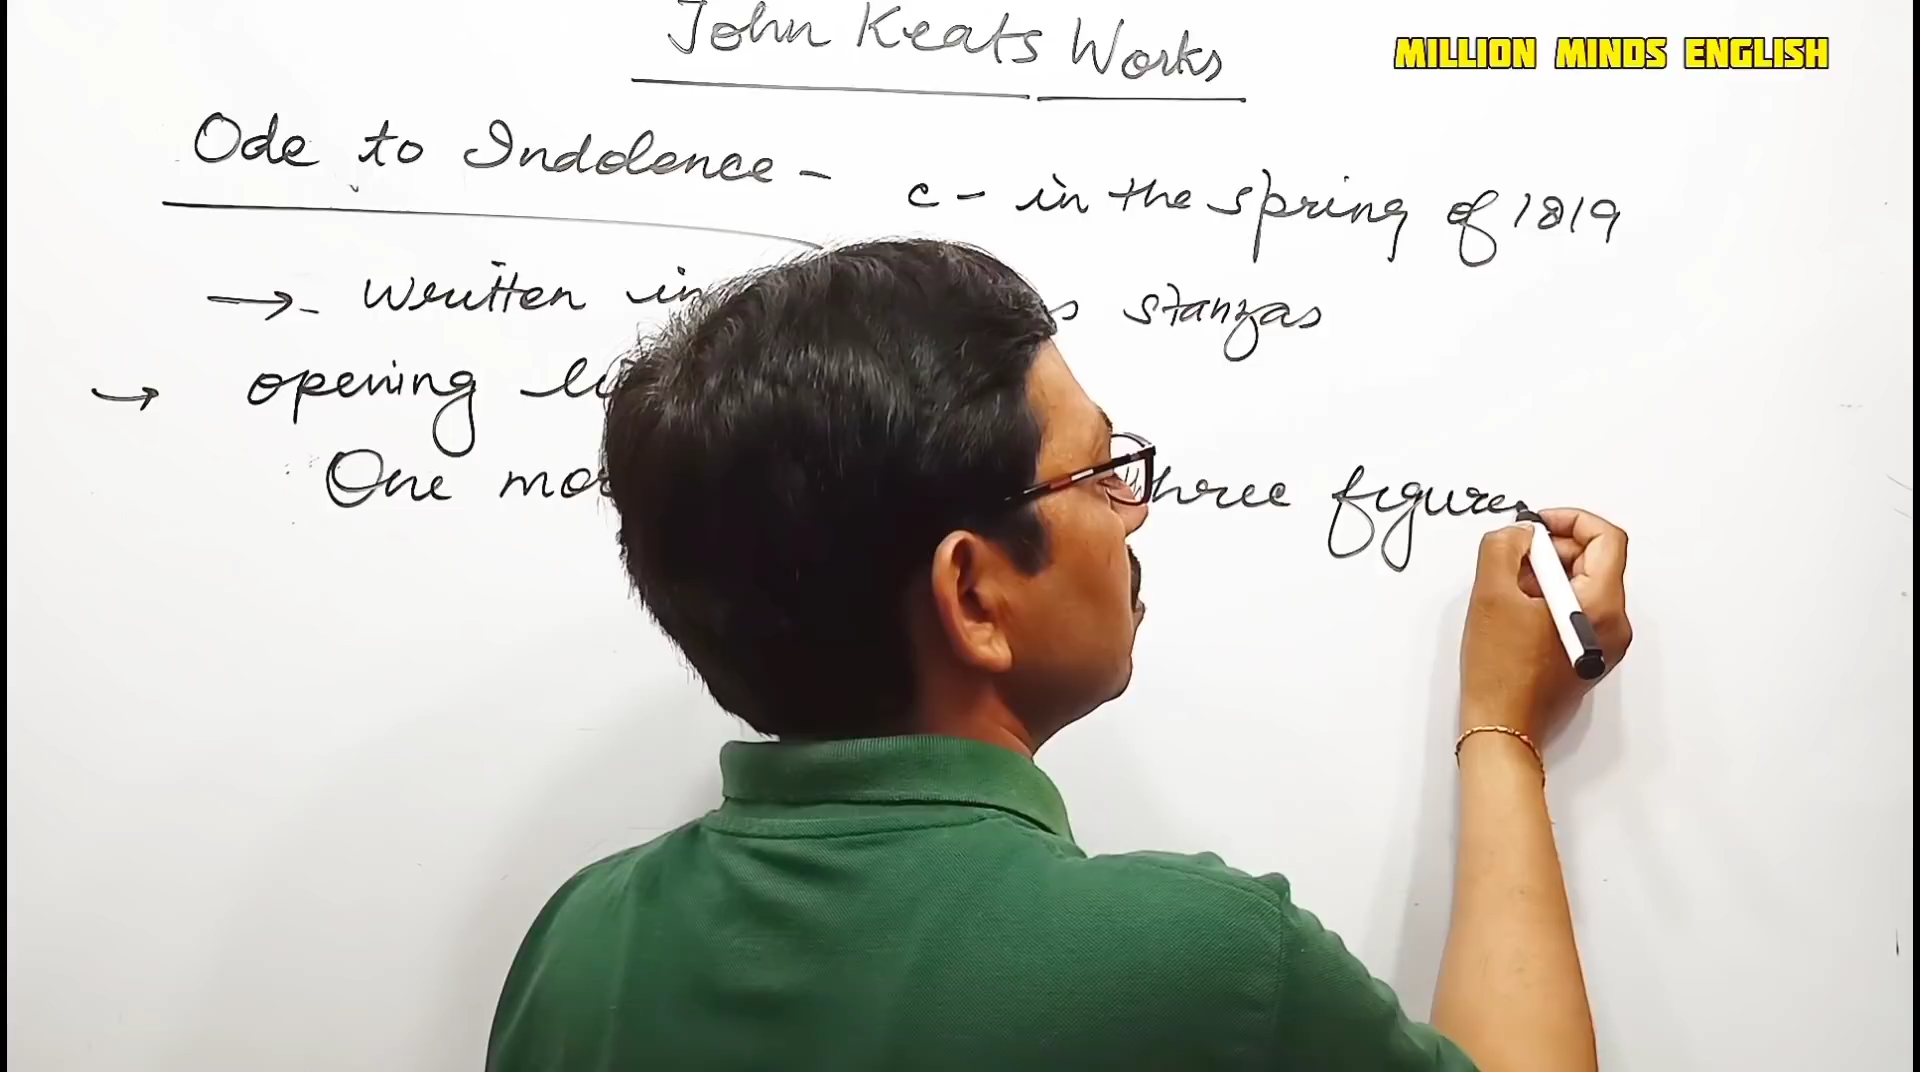 John Keats Works
MILLION MINDS ENGLISH
Ode to Indolence -
c - in the spring of 1819
→ - written in stanzas
→ opening
One three figures